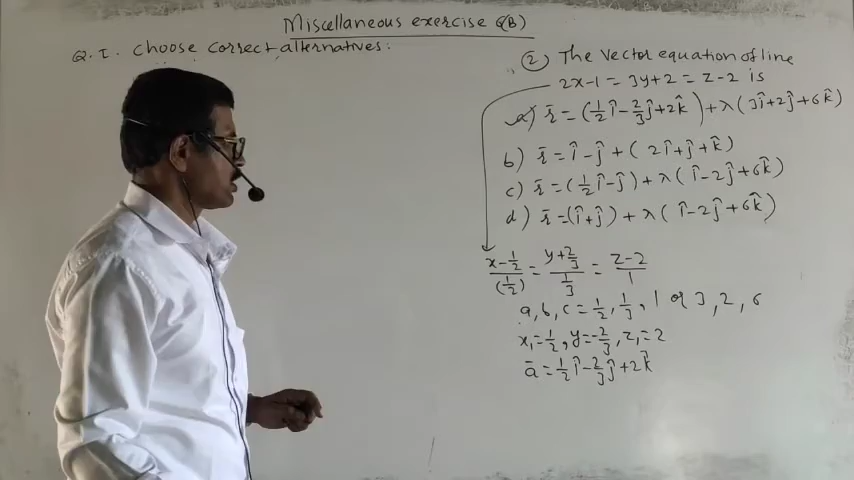 Miscellaneous exercise 6(B)
Q. I. Choose correct alternatives:
② The vector equation of line
2x-1 = 3y+2 = z-2 is
a) r̄ = (1/2 î - 2/3 ĵ + 2k̂) + λ(3î+2ĵ+6k̂)
b) r̄ = î - ĵ + (2î+ĵ+k̂)
c) r̄ = (1/2 î - ĵ) + λ(î-2ĵ+6k̂)
d) r̄ = (î+ĵ) + λ(î-2ĵ+6k̂)
(x-1/2)/(1/2) = (y+2/3)/(1/3) = (z-2)/1
a, b, c = 1/2, 1/3, 1 or 3, 2, 6
x₁=1/2, y=-2/3, z₁=2
ā = 1/2 î - 2/3 ĵ + 2k̂